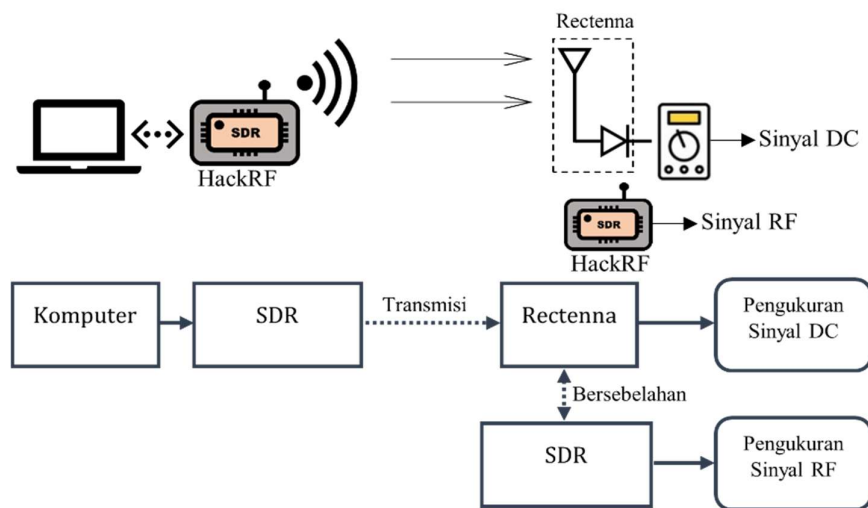 Rectenna
SDR
HackRF
Sinyal DC
SDR
Sinyal RF
HackRF
Komputer
SDR
Transmisi
Rectenna
Pengukuran
Sinyal DC
Bersebelahan
SDR
Pengukuran
Sinyal RF